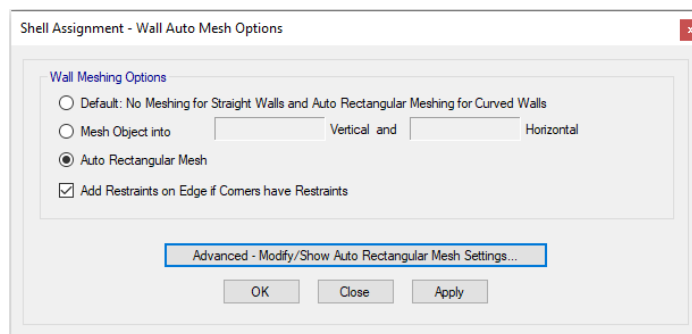 Shell Assignment - Wall Auto Mesh Options
x
Wall Meshing Options
Default: No Meshing for Straight Walls and Auto Rectangular Meshing for Curved Walls
Mesh Object into Vertical and Horizontal
Auto Rectangular Mesh
Add Restraints on Edge if Corners have Restraints
Advanced - Modify/Show Auto Rectangular Mesh Settings...
OK Close Apply